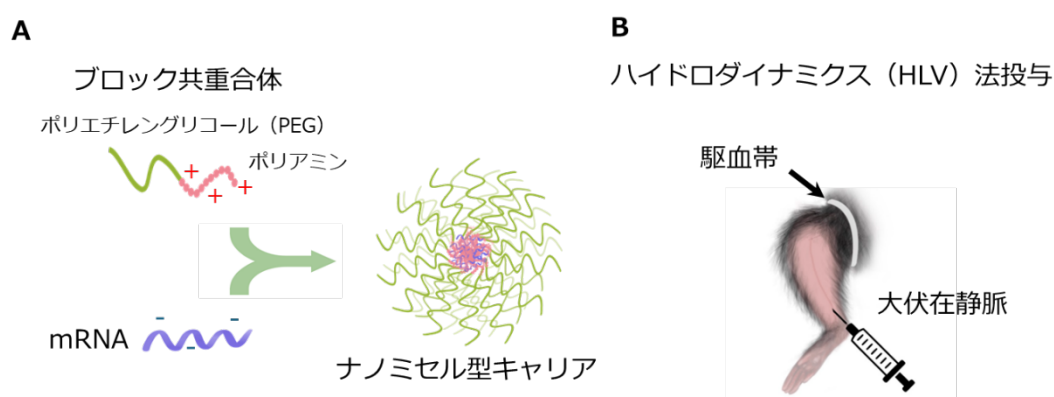 A
ブロック共重合体
ポリエチレングリコール（PEG）
ポリアミン
+
+
+
mRNA
-
-
-
ナノミセル型キャリア
B
ハイドロダイナミクス（HLV）法投与
駆血帯
大伏在静脈